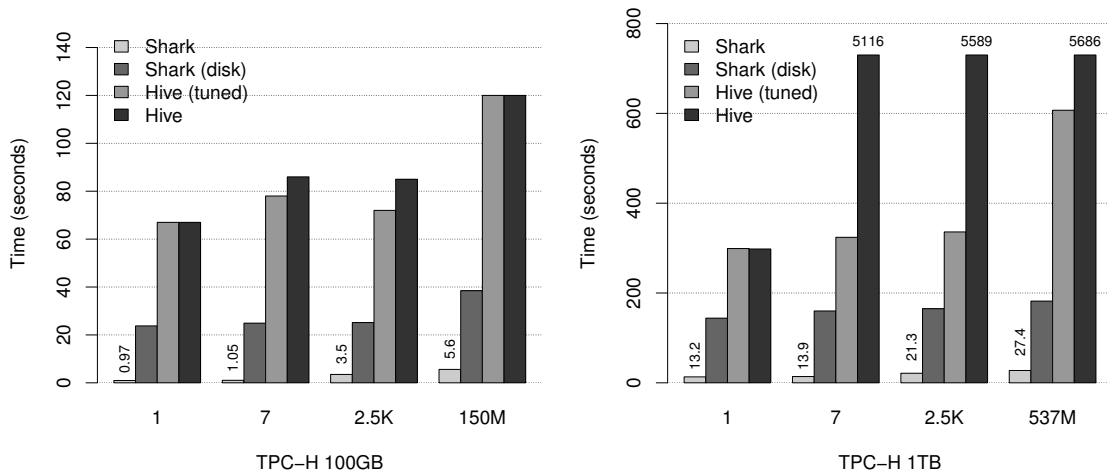 Time (seconds)
0
20
40
60
80
100
120
140
Shark
Shark (disk)
Hive (tuned)
Hive
0.97
1.05
3.5
5.6
1
7
2.5K
150M
TPC−H 100GB
Time (seconds)
0
200
400
600
800
Shark
Shark (disk)
Hive (tuned)
Hive
5116
5589
5686
13.2
13.9
21.3
27.4
1
7
2.5K
537M
TPC−H 1TB